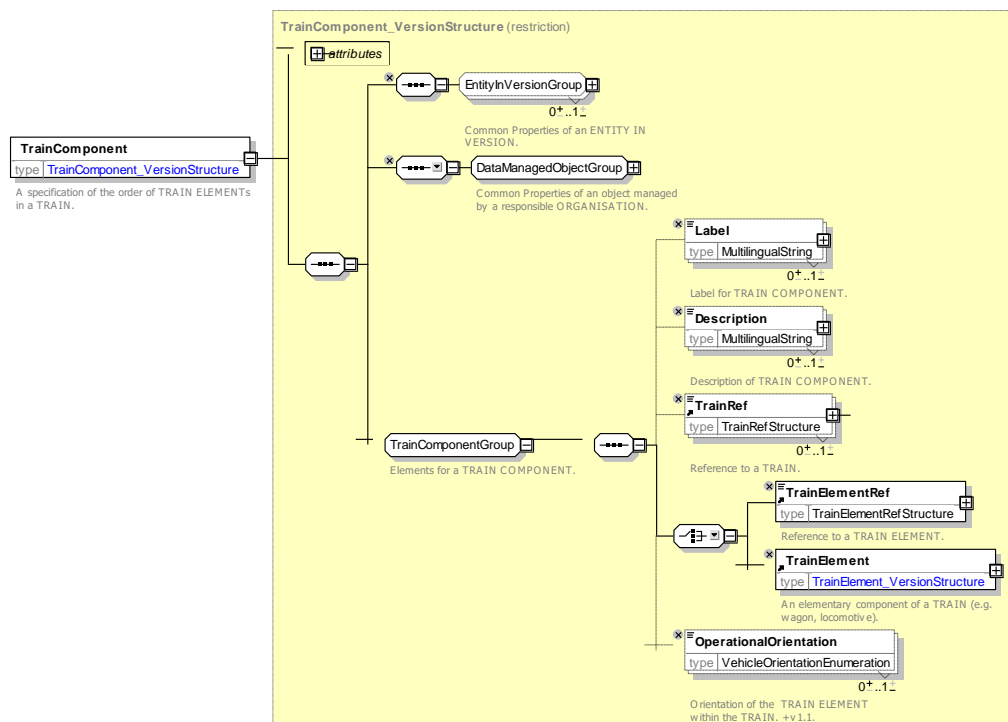 TrainComponent_VersionStructure (restriction)
attributes
EntityInVersionGroup
0..1
Common Properties of an ENTITY IN
VERSION.
TrainComponent
type TrainComponent_VersionStructure
A specification of the order of TRAIN ELEMENTs
in a TRAIN.
DataManagedObjectGroup
Common Properties of an object managed
by a responsible ORGANISATION.
Label
type MultilingualString
0..1
Label for TRAIN COMPONENT.
Description
type MultilingualString
0..1
Description of TRAIN COMPONENT.
TrainRef
type TrainRefStructure
0..1
Reference to a TRAIN.
TrainComponentGroup
Elements for a TRAIN COMPONENT.
TrainElementRef
type TrainElementRefStructure
Reference to a TRAIN ELEMENT.
TrainElement
type TrainElement_VersionStructure
An elementary component of a TRAIN (e.g.
wagon, locomotive).
OperationalOrientation
type VehicleOrientationEnumeration
0..1
Orientation of the TRAIN ELEMENT
within the TRAIN. +v1.1.